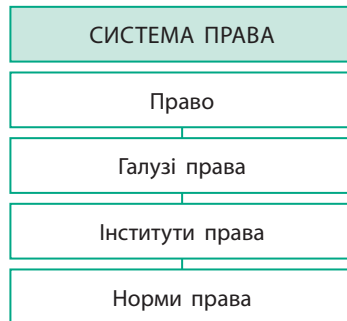 СИСТЕМА ПРАВА
Право
Галузі права
Інститути права
Норми права